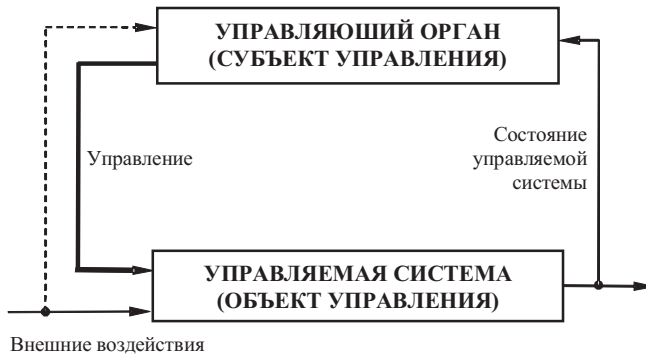 УПРАВЛЯЮШИЙ ОРГАН
(СУБЪЕКТ УПРАВЛЕНИЯ)
Управление
Состояние
управляемой
системы
УПРАВЛЯЕМАЯ СИСТЕМА
(ОБЪЕКТ УПРАВЛЕНИЯ)
Внешние воздействия